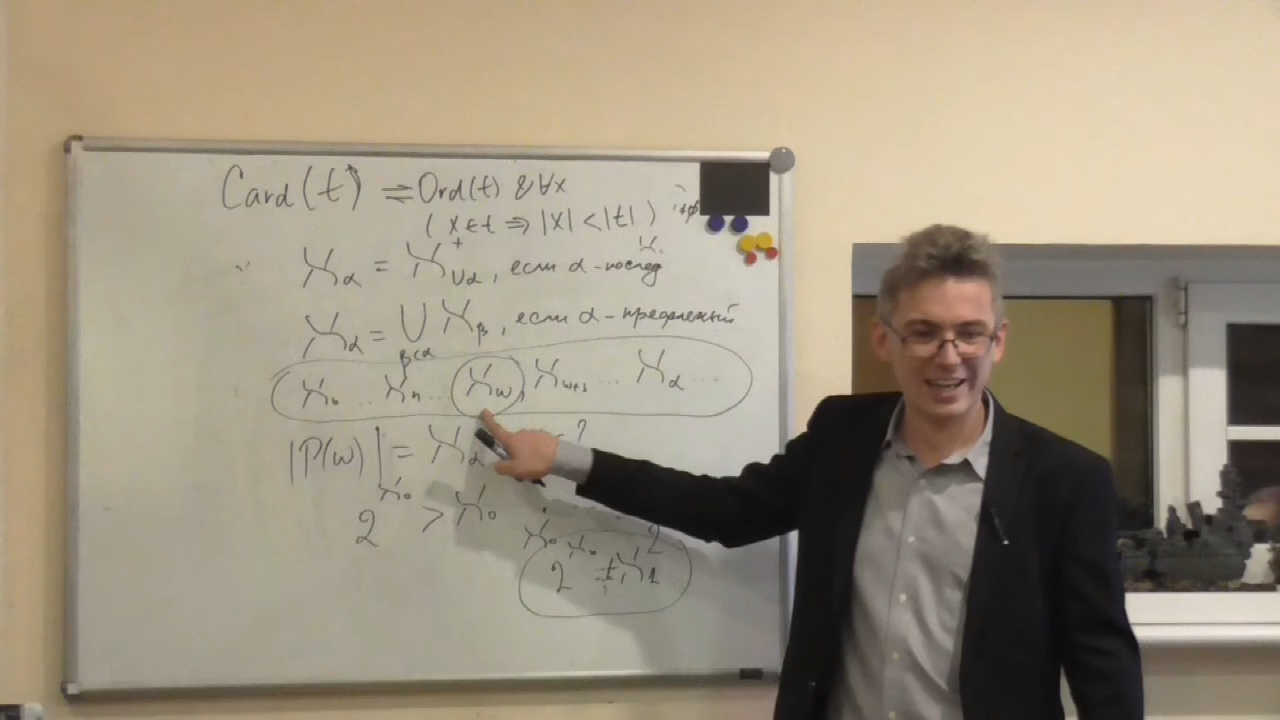 Card(t) ⇌ Ord(t) & ∀x
(x∈t ⇒ |x| < |t|)
ℵ_α = ℵ⁺_{∪α}, если α - послед
ℵ_α = ∪_{β<α} ℵ_β, если α - предельный
ℵ₀ .. ℵ_n ... ℵ_ω, ℵ_{ω+1} ... ℵ_α ...
|P(ω)| = ℵ_α ?
2^{ℵ₀} > ℵ₀
2^{ℵ₀} ≠ ℵ₁